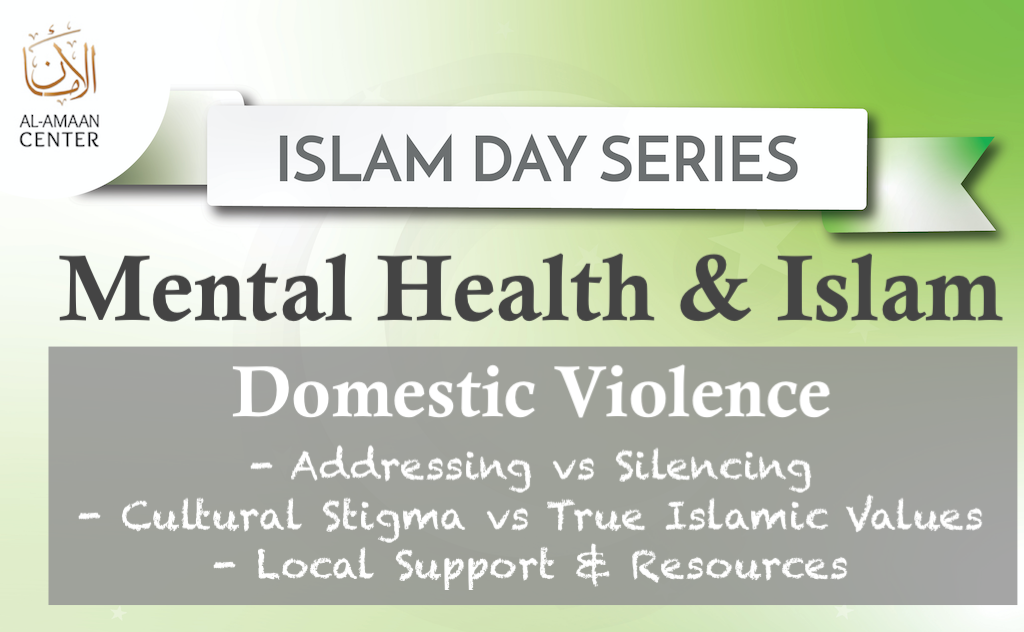 الأمان
AL-AMAAN
CENTER
ISLAM DAY SERIES
Mental Health & Islam
Domestic Violence
- Addressing vs Silencing
- Cultural Stigma vs True Islamic Values
- Local Support & Resources